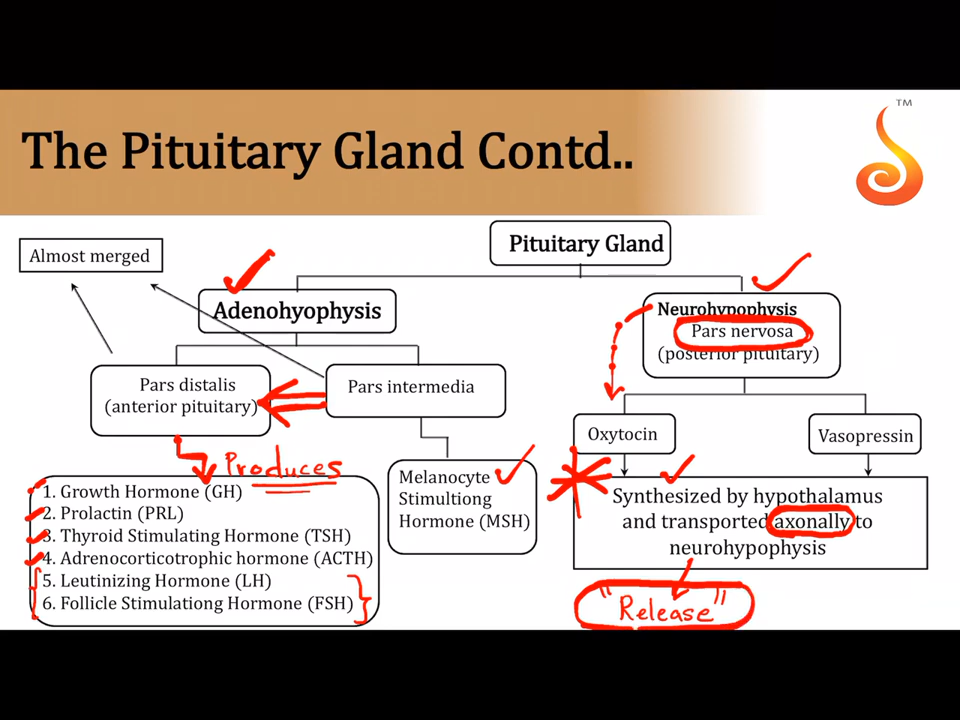 The Pituitary Gland Contd..
TM
Pituitary Gland
Almost merged
Adenohyophysis
Neurohypophysis
Pars nervosa
(posterior pituitary)
Pars distalis
(anterior pituitary)
Pars intermedia
Oxytocin
Vasopressin
Produces
Melanocyte
Stimultiong
Hormone (MSH)
1. Growth Hormone (GH)
2. Prolactin (PRL)
3. Thyroid Stimulating Hormone (TSH)
4. Adrenocorticotrophic hormone (ACTH)
5. Leutinizing Hormone (LH)
6. Follicle Stimulationg Hormone (FSH)
Synthesized by hypothalamus
and transported axonally to
neurohypophysis
"Release"